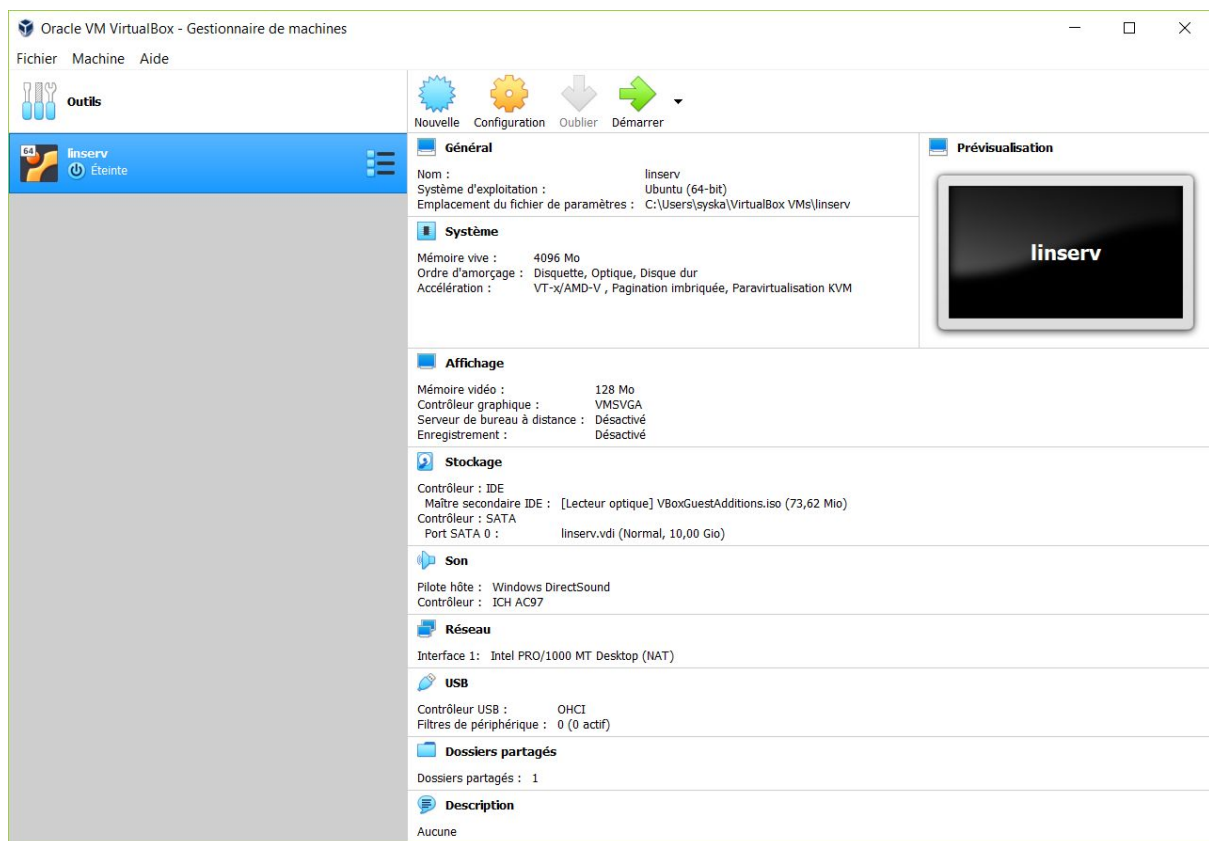 Oracle VM VirtualBox - Gestionnaire de machines
Fichier Machine Aide
Outils
Nouvelle Configuration Oublier Démarrer
64
linserv
Éteinte
Général
Nom : linserv
Système d'exploitation : Ubuntu (64-bit)
Emplacement du fichier de paramètres : C:\Users\syska\VirtualBox VMs\linserv
Prévisualisation
linserv
Système
Mémoire vive : 4096 Mo
Ordre d'amorçage : Disquette, Optique, Disque dur
Accélération : VT-x/AMD-V , Pagination imbriquée, Paravirtualisation KVM
Affichage
Mémoire vidéo : 128 Mo
Contrôleur graphique : VMSVGA
Serveur de bureau à distance : Désactivé
Enregistrement : Désactivé
Stockage
Contrôleur : IDE
Maître secondaire IDE : [Lecteur optique] VBoxGuestAdditions.iso (73,62 Mio)
Contrôleur : SATA
Port SATA 0 : linserv.vdi (Normal, 10,00 Gio)
Son
Pilote hôte : Windows DirectSound
Contrôleur : ICH AC97
Réseau
Interface 1: Intel PRO/1000 MT Desktop (NAT)
USB
Contrôleur USB : OHCI
Filtres de périphérique : 0 (0 actif)
Dossiers partagés
Dossiers partagés : 1
Description
Aucune